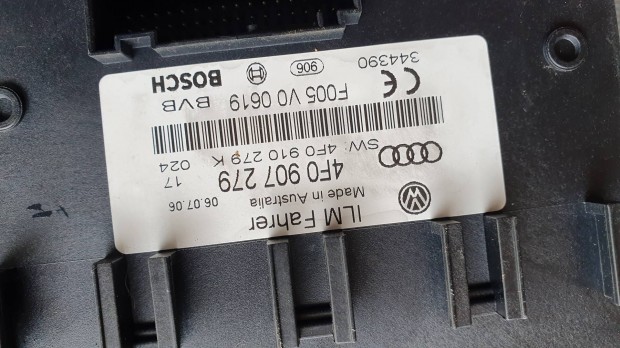 ILM Fahrer
Made in Australia
06.07.06
4F0 907 279
17
SW: 4F0 910 279 K
024
F005 V0 0619 BVB
CE
344390
906
BOSCH